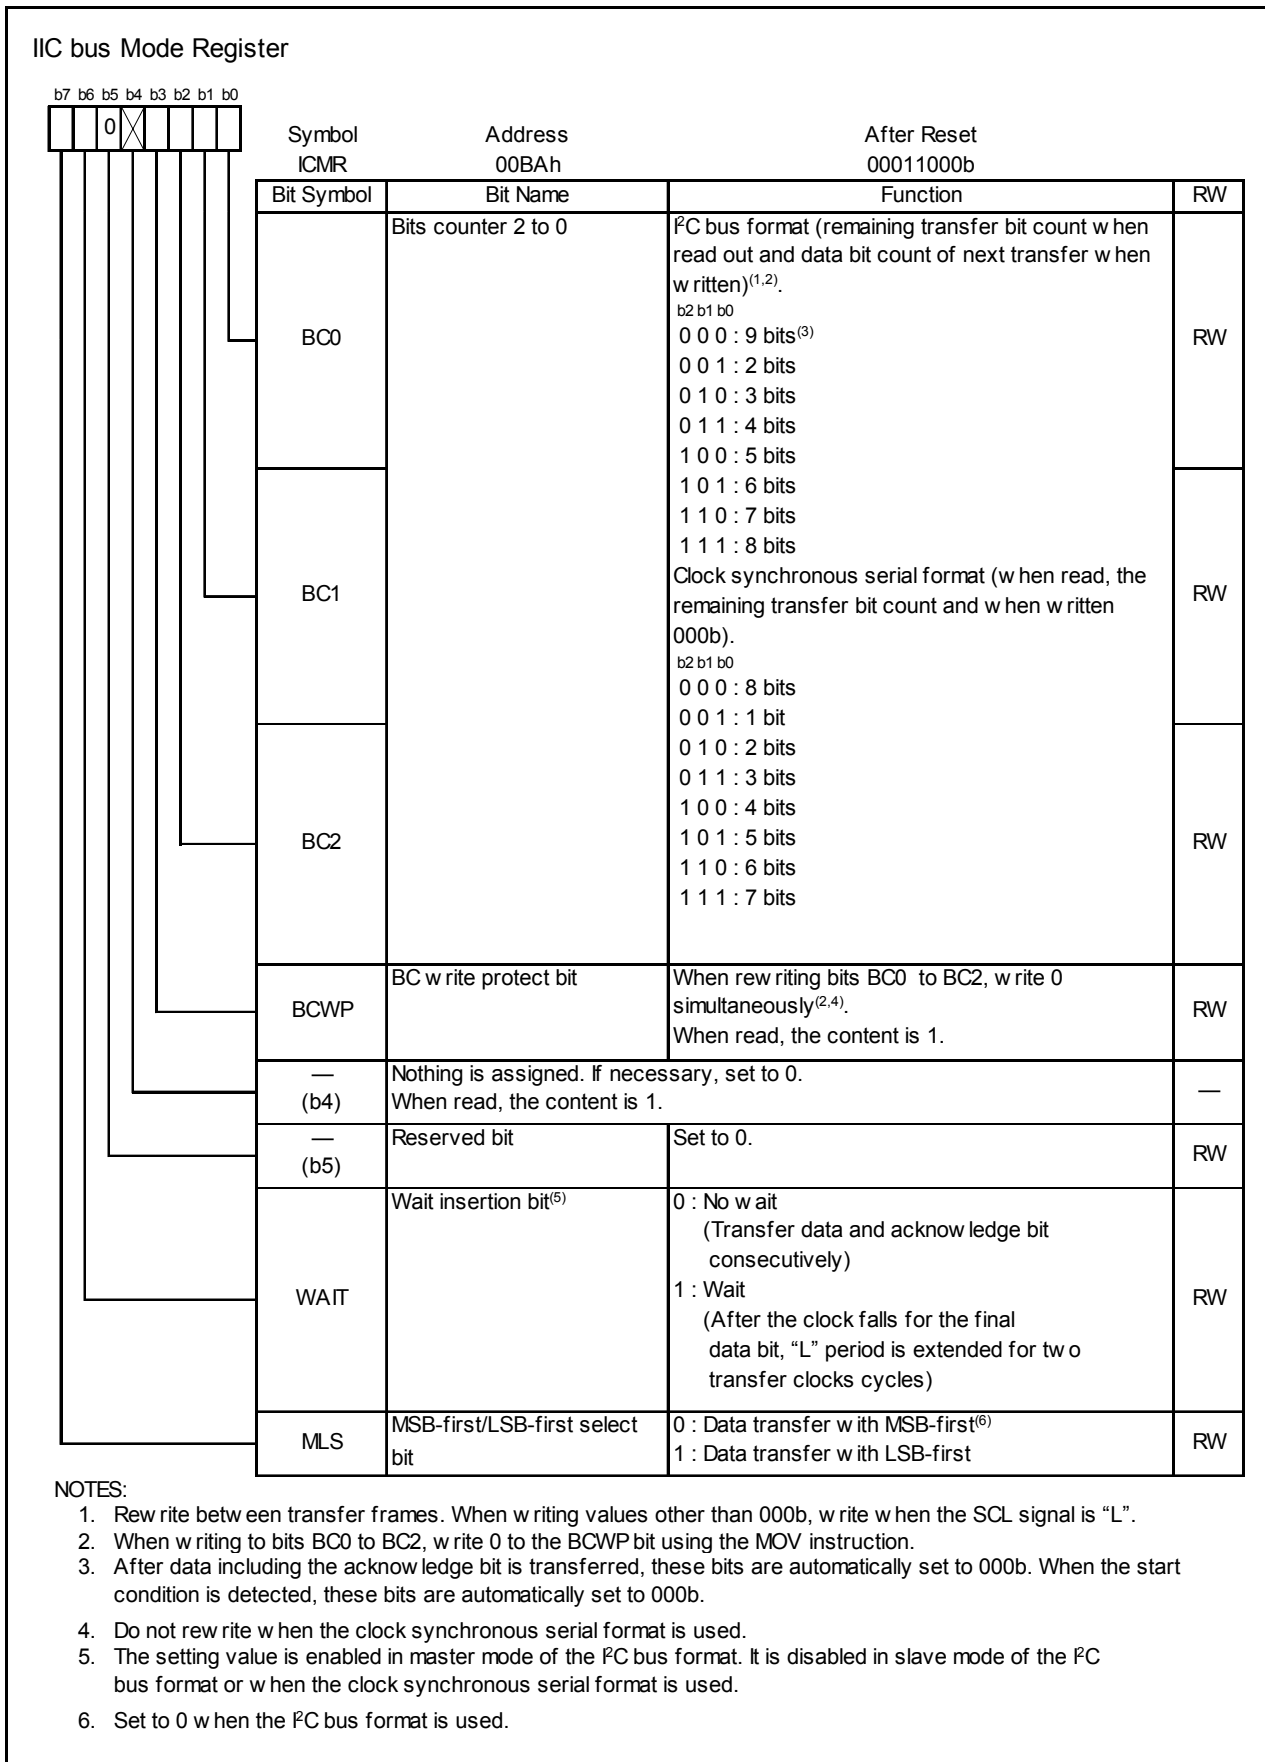 IIC bus Mode Register
b7 b6 b5 b4 b3 b2 b1 b0
0
Symbol Address After Reset
ICMR 00BAh 00011000b
Bit Symbol Bit Name Function RW
BC0 Bits counter 2 to 0 I²C bus format (remaining transfer bit count when
read out and data bit count of next transfer when
written)(1,2).
b2 b1 b0
0 0 0 : 9 bits(3) RW
0 0 1 : 2 bits
0 1 0 : 3 bits
0 1 1 : 4 bits
1 0 0 : 5 bits
BC1 1 0 1 : 6 bits
1 1 0 : 7 bits
1 1 1 : 8 bits
Clock synchronous serial format (when read, the
remaining transfer bit count and when written RW
000b).
b2 b1 b0
0 0 0 : 8 bits
0 0 1 : 1 bit
BC2 0 1 0 : 2 bits
0 1 1 : 3 bits
1 0 0 : 4 bits
1 0 1 : 5 bits RW
1 1 0 : 6 bits
1 1 1 : 7 bits
BCWP BC write protect bit When rewriting bits BC0 to BC2, write 0
simultaneously(2,4). RW
When read, the content is 1.
— Nothing is assigned. If necessary, set to 0. —
(b4) When read, the content is 1.
— Reserved bit Set to 0. RW
(b5)
WAIT Wait insertion bit(5) 0 : No wait
(Transfer data and acknowledge bit
consecutively)
1 : Wait RW
(After the clock falls for the final
data bit, “L” period is extended for two
transfer clocks cycles)
MLS MSB-first/LSB-first select 0 : Data transfer with MSB-first(6) RW
bit 1 : Data transfer with LSB-first
NOTES:
1. Rewrite between transfer frames. When writing values other than 000b, write when the SCL signal is “L”.
2. When writing to bits BC0 to BC2, write 0 to the BCWP bit using the MOV instruction.
3. After data including the acknowledge bit is transferred, these bits are automatically set to 000b. When the start
condition is detected, these bits are automatically set to 000b.
4. Do not rewrite when the clock synchronous serial format is used.
5. The setting value is enabled in master mode of the I²C bus format. It is disabled in slave mode of the I²C
bus format or when the clock synchronous serial format is used.
6. Set to 0 when the I²C bus format is used.